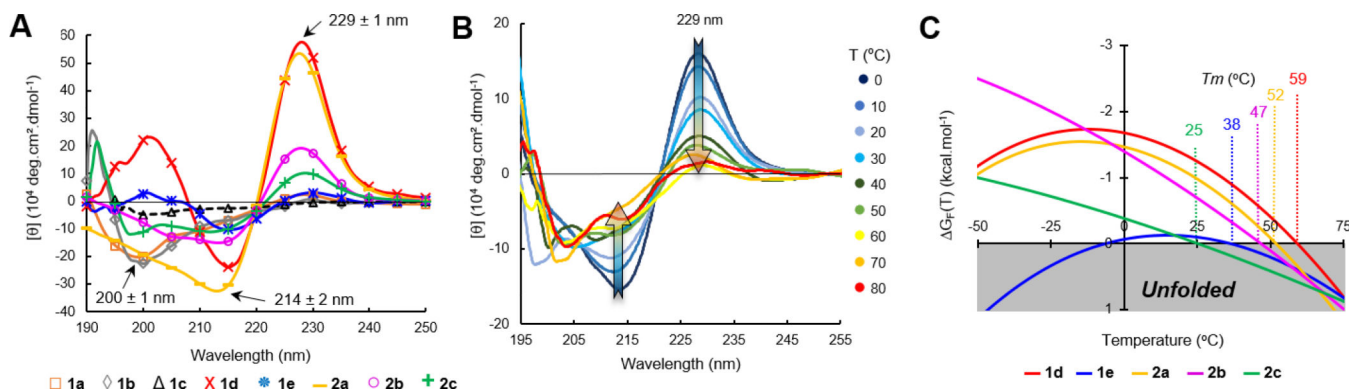 A
[θ] (10⁴ deg.cm².dmol⁻¹)
60
50
40
30
20
10
0
-10
-20
-30
-40
229 ± 1 nm
200 ± 1 nm
214 ± 2 nm
190 200 210 220 230 240 250
Wavelength (nm)
1a 1b 1c 1d 1e 2a 2b 2c
B
[θ] (10⁴ deg.cm².dmol⁻¹)
20
10
0
-10
-20
229 nm
T (ºC)
0
10
20
30
40
50
60
70
80
195 205 215 225 235 245 255
Wavelength (nm)
C
ΔG_F(T) (kcal.mol⁻¹)
-3
-2
-1
0
1
Tm (ºC)
59
52
47
38
25
-50 -25 0 25 50 75
Unfolded
Temperature (ºC)
1d 1e 2a 2b 2c